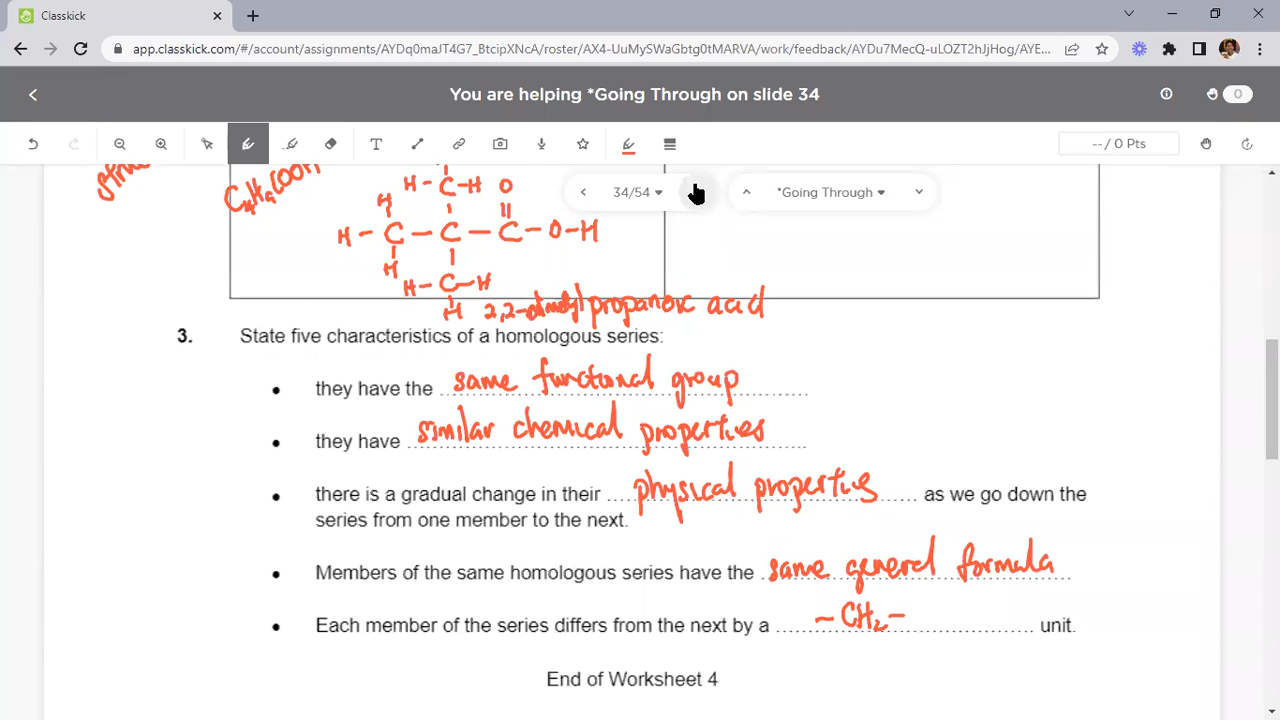 Classkick
app.classkick.com/#/account/assignments/AYDq0maJT4G7_BtcipXNcA/roster/AX4-UuMySWaGbtg0tMARVA/work/feedback/AYDu7MecQ-uLOZT2hJjHog/AYE...
You are helping *Going Through on slide 34
0
T
-- / 0 Pts
34/54
*Going Through
C₄H₉COOH
H – C – H O
H
H – C – C – C – O – H
H
H – C – H
H 2,2-dimethylpropanoic acid
3. State five characteristics of a homologous series:
• they have the same functional group
• they have similar chemical properties
• there is a gradual change in their physical properties as we go down the
series from one member to the next.
• Members of the same homologous series have the same general formula
• Each member of the series differs from the next by a –CH₂– unit.
End of Worksheet 4